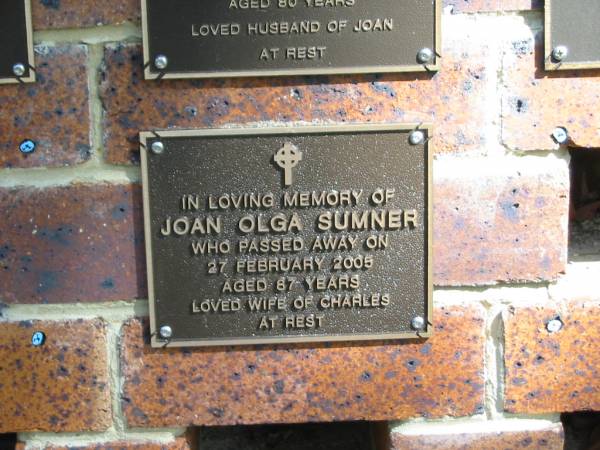 AGED 80 YEARS
LOVED HUSBAND OF JOAN
AT REST
IN LOVING MEMORY OF
JOAN OLGA SUMNER
WHO PASSED AWAY ON
27 FEBRUARY 2005
AGED 87 YEARS
LOVED WIFE OF CHARLES
AT REST